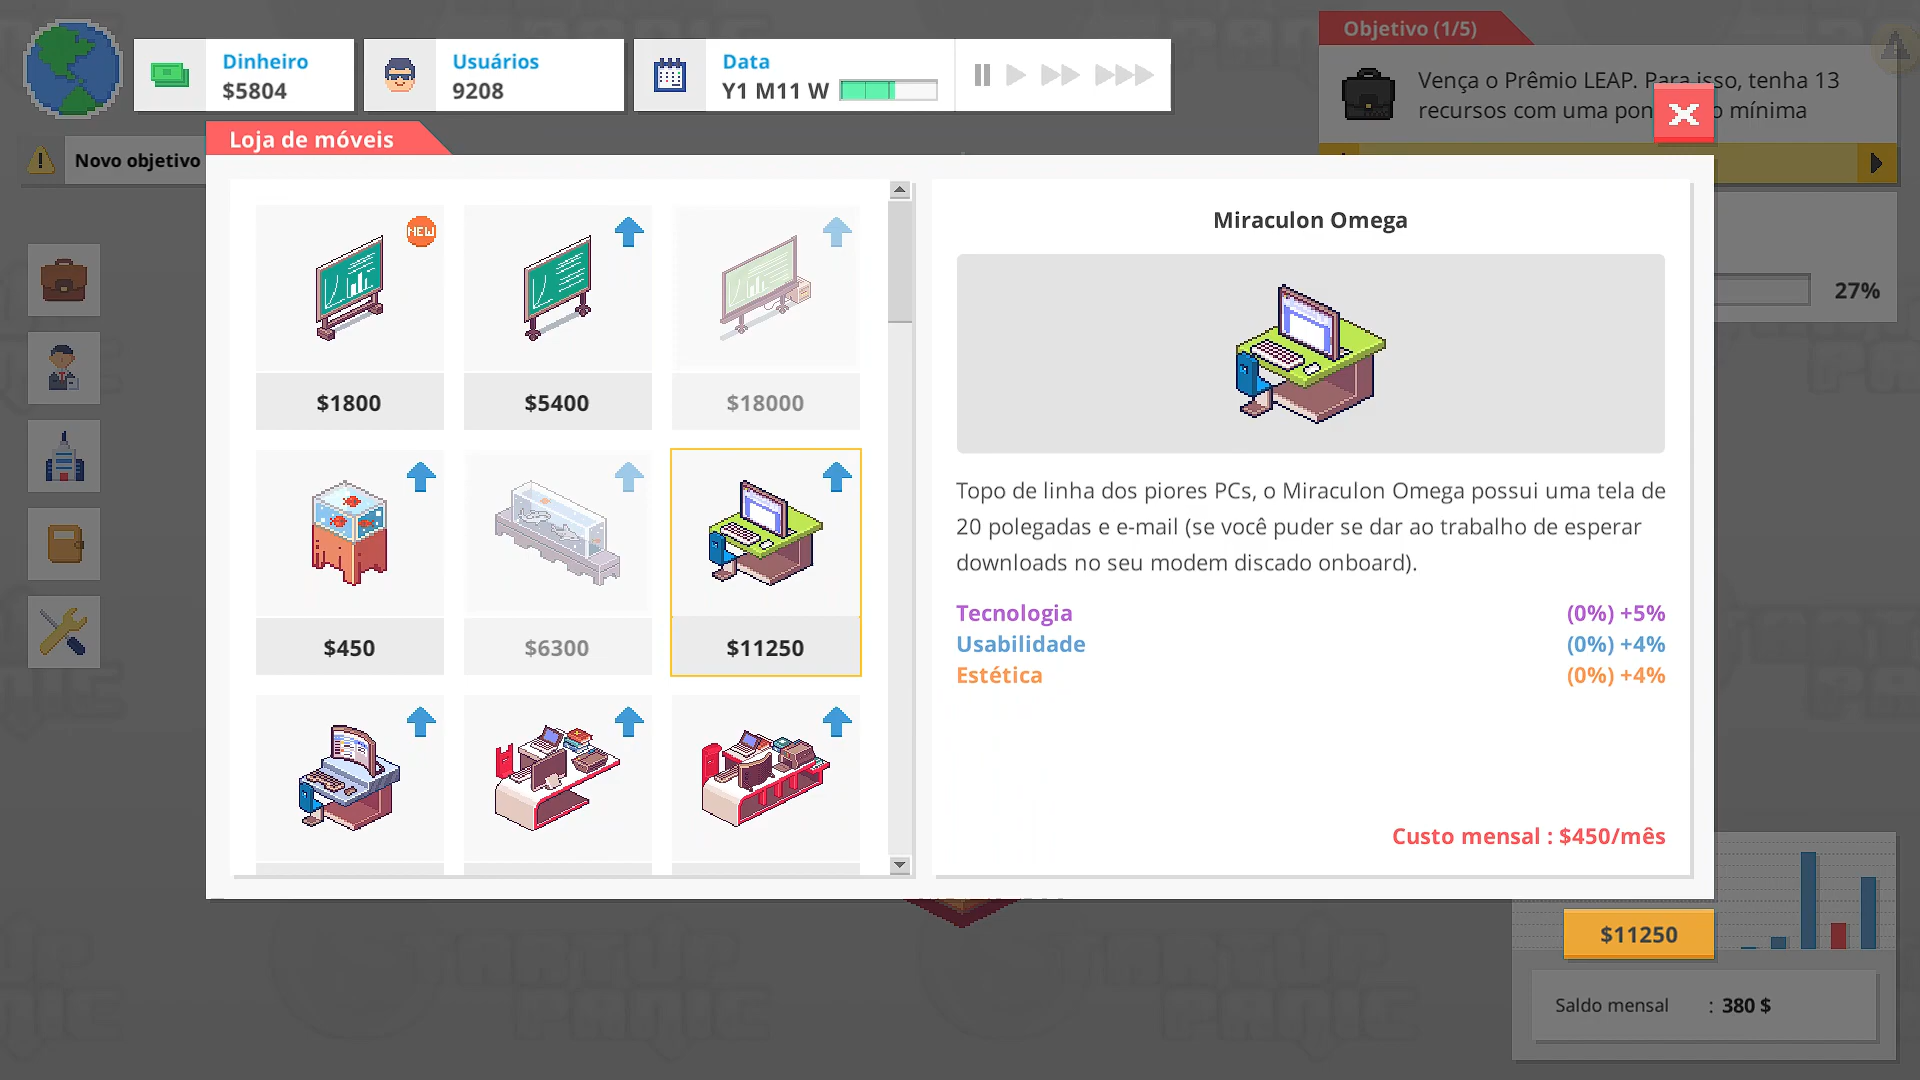 Dinheiro
$5804
Usuários
9208
Data
Y1 M11 W
Objetivo (1/5)
Vença o Prêmio LEAP. Para isso, tenha 13
recursos com uma pon o mínima
Novo objetivo
27%
Loja de móveis
NEW
$1800
$5400
$18000
$450
$6300
$11250
Miraculon Omega
Topo de linha dos piores PCs, o Miraculon Omega possui uma tela de
20 polegadas e e-mail (se você puder se dar ao trabalho de esperar
downloads no seu modem discado onboard).
Tecnologia (0%) +5%
Usabilidade (0%) +4%
Estética (0%) +4%
Custo mensal : $450/mês
$11250
Saldo mensal : 380 $